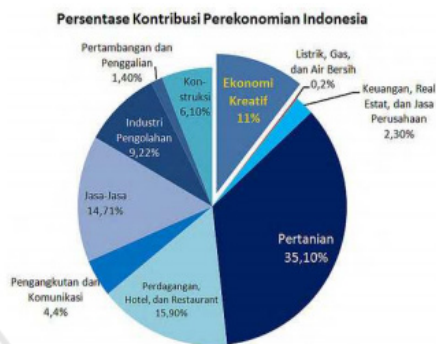 Persentase Kontribusi Perekonomian Indonesia
Pertambangan dan
Penggalian
1,40%
Kon-
struksi
6,10%
Ekonomi
Kreatif
11%
Listrik, Gas,
dan Air Bersih
0,2%
Keuangan, Real
Estat, dan Jasa
Perusahaan
2,30%
Industri
Pengolahan
9,22%
Jasa-Jasa
14,71%
Pertanian
35,10%
Pengangkutan dan
Komunikasi
4,4%
Perdagangan,
Hotel, dan Restaurant
15,90%